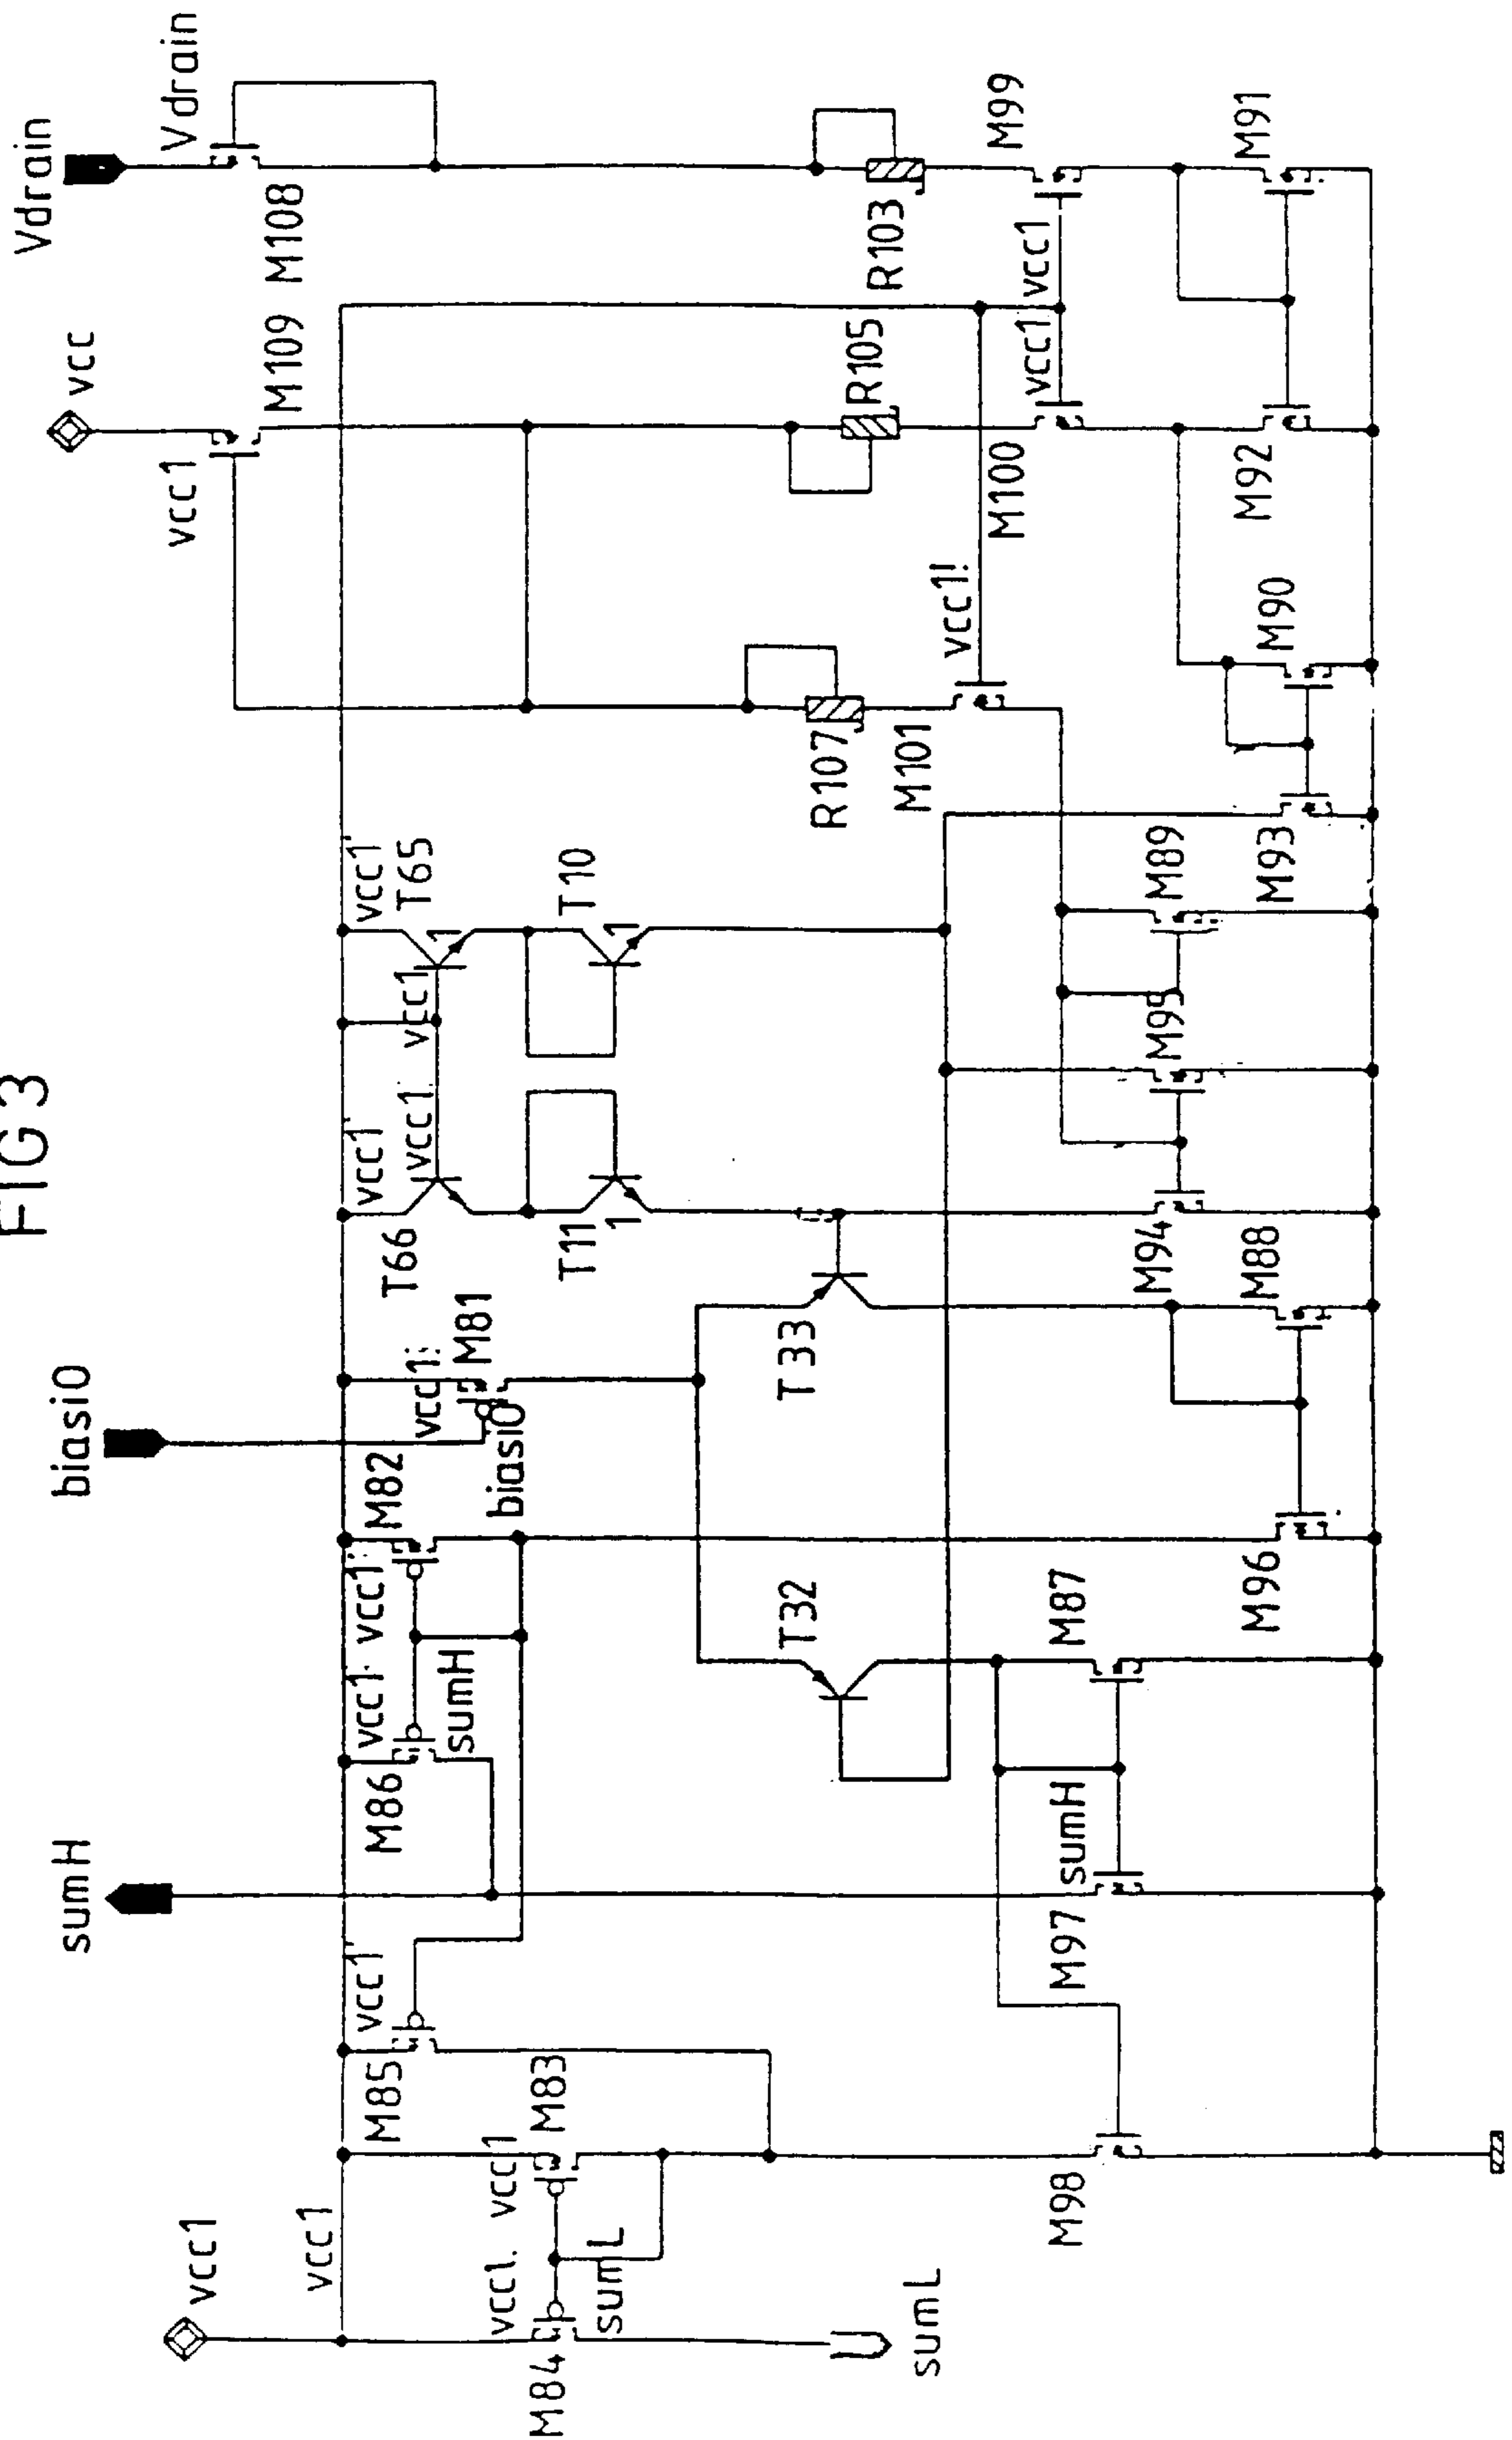 FIG 3
sumH
biasi0
vcc
Vdrain
vcc1
vcc1
Vdrain
M109
M108
vcc1
vcc1
vcc1
vcc1
vcc1
vcc1
M85
M86
M82
T66
T65
vcc1
vcc1
sumH
vcc1
M81
vcc1
vcc1
biasi0
M84
M83
T11
1
T10
1
1
sumL
T32
T33
R107
R105
R103
sumL
M101
vcc1!
M100
vcc1
vcc1
M99
M98
M97
sumH
M87
M94
M89
M96
M88
M93
M90
M92
M91